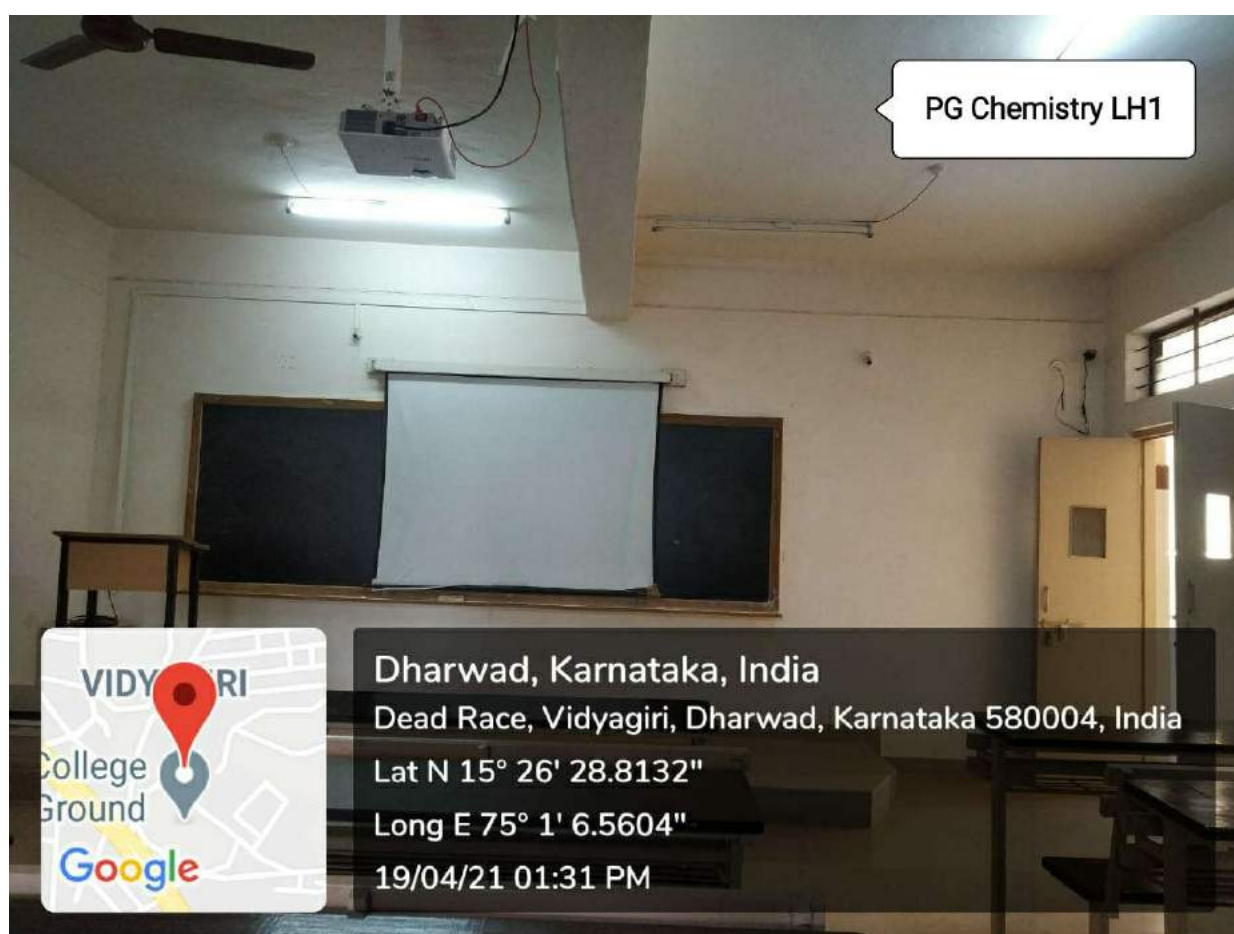 PG Chemistry LH1
VIDY RI
College
Ground
Google
Dharwad, Karnataka, India
Dead Race, Vidyagiri, Dharwad, Karnataka 580004, India
Lat N 15° 26' 28.8132"
Long E 75° 1' 6.5604"
19/04/21 01:31 PM